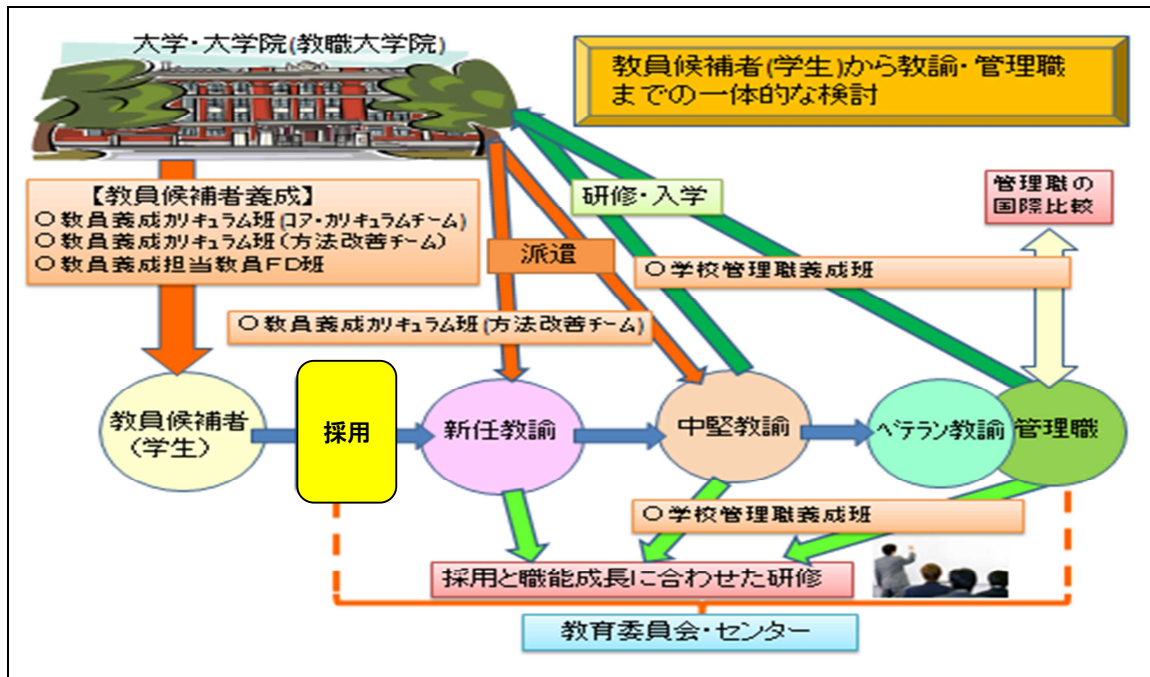 大学・大学院(教職大学院)
教員候補者(学生)から教諭・管理職
までの一体的な検討
【教員候補者養成】
○教員養成カリキュラム班(コア・カリキュラムチーム)
○教員養成カリキュラム班(方法改善チーム)
○教員養成担当教員FD班
研修・入学
管理職の
国際比較
派遣
○学校管理職養成班
○教員養成カリキュラム班(方法改善チーム)
教員候補者
(学生)
採用
新任教諭
中堅教諭
ベテラン教諭
管理職
○学校管理職養成班
採用と職能成長に合わせた研修
教育委員会・センター